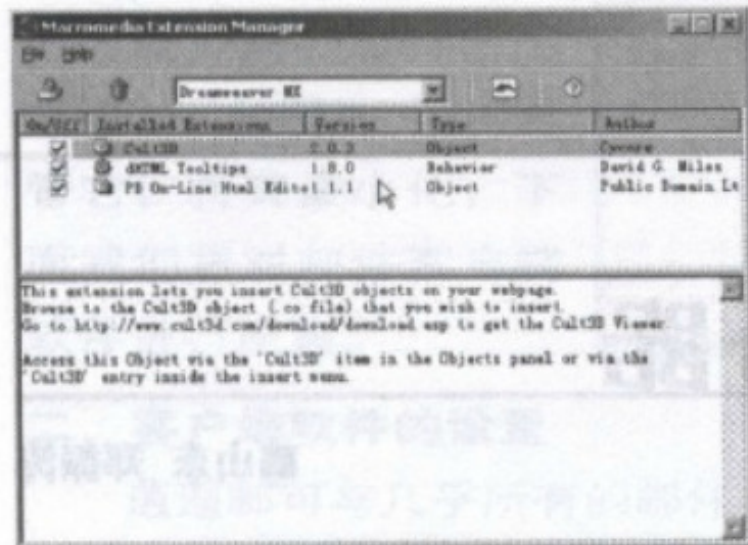 Macromedia Extension Manager
File Help
Dreamweaver MX
On/Off Installed Extensions Version Type Author
Cult3D 2.0.3 Object Cycore
dHTML Tooltips 1.8.0 Behavior David G. Miles
PB On-Line Html Edito1.1.1 Object Public Domain Lt
This extension lets you insert Cult3D objects on your webpage.
Browse to the Cult3D object (.co file) that you wish to insert.
Go to http://www.cult3d.com/download/download asp to get the Cult3D Viewer.
Access this Object via the 'Cult3D' item in the Objects panel or via the
'Cult3D' entry inside the insert menu.